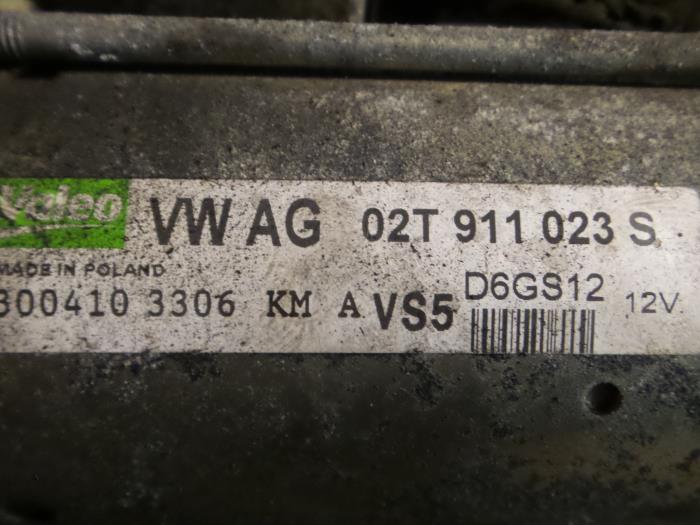 Valeo VW AG 02T 911 023 S
MADE IN POLAND
300410 3306 KM A VS5 D6GS12 12V